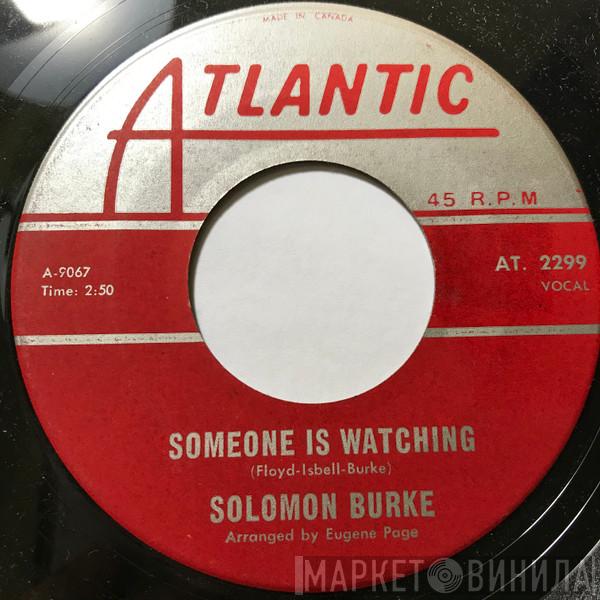 MADE IN CANADA
ATLANTIC
45 R.P.M
A-9067
Time: 2:50
AT. 2299
VOCAL
SOMEONE IS WATCHING
(Floyd-Isbell-Burke)
SOLOMON BURKE
Arranged by Eugene Page
МАРКЕТ ВИНИЛА